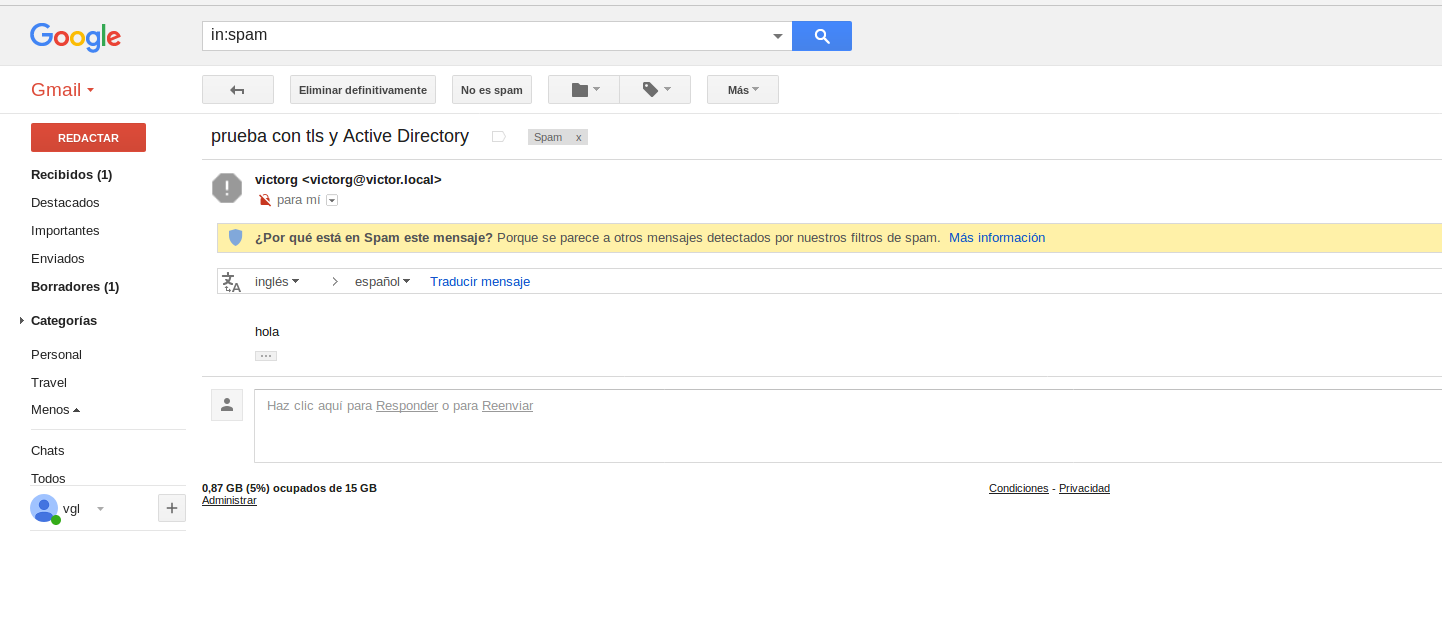 Google
in:spam
Gmail
Eliminar definitivamente
No es spam
Más
REDACTAR
prueba con tls y Active Directory
Spam x
Recibidos (1)
Destacados
Importantes
Enviados
Borradores (1)
Categorías
Personal
Travel
Menos
Chats
Todos
vgl
victorg <victorg@victor.local>
para mí
¿Por qué está en Spam este mensaje? Porque se parece a otros mensajes detectados por nuestros filtros de spam. Más información
文A
inglés > español Traducir mensaje
hola
...
Haz clic aquí para Responder o para Reenviar
0,87 GB (5%) ocupados de 15 GB
Administrar
Condiciones - Privacidad